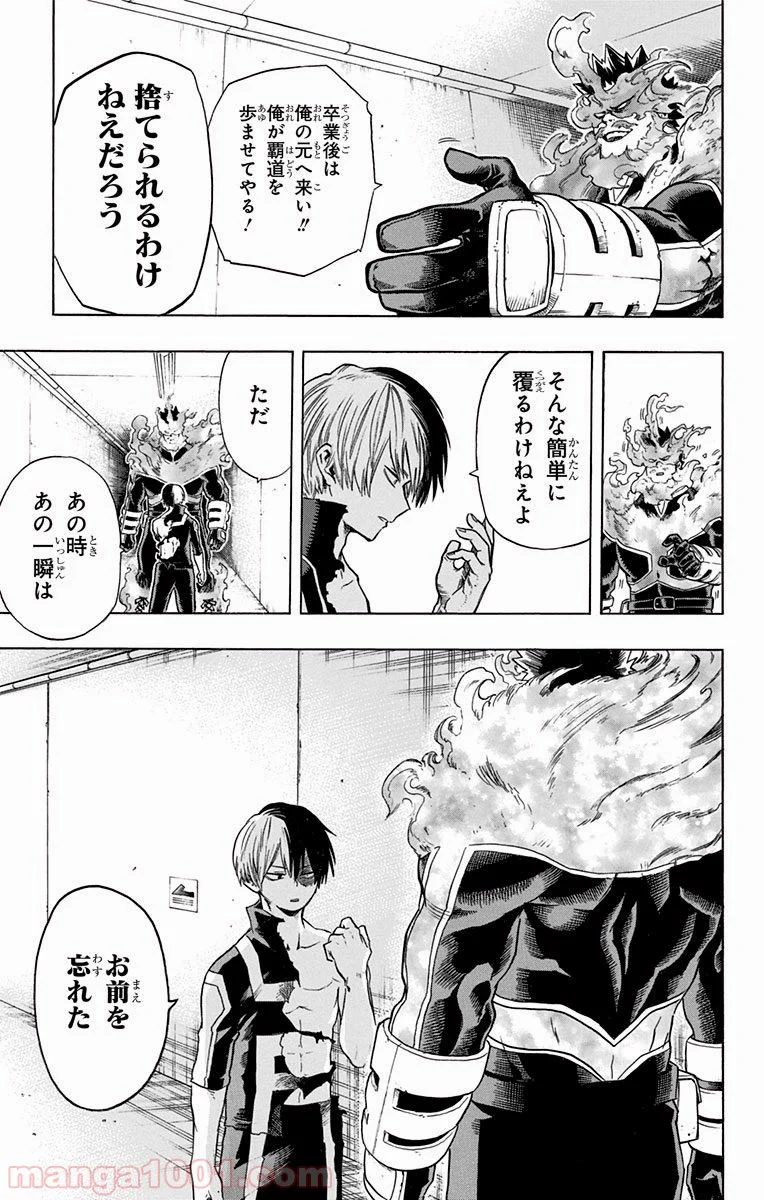 卒業後は
俺の元へ来い!!
俺が覇道を
歩ませてやる!
捨てられるわけ
ねえだろう
そんな簡単に
覆るわけねえよ
ただ
あの時
あの一瞬は
お前を
忘れた
manga1001.com